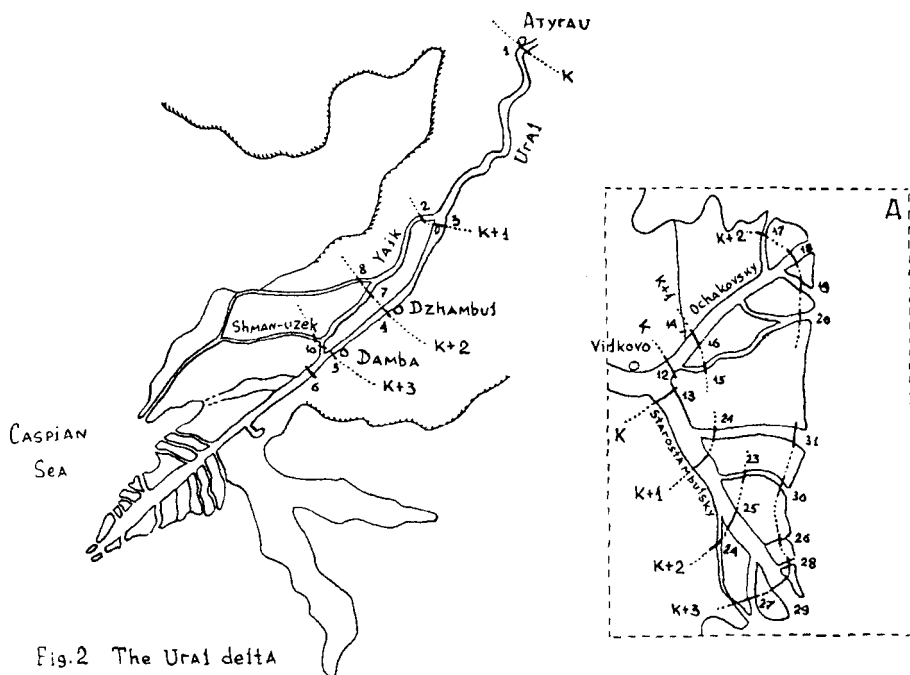 ATYRAU
1
K
Ural
2
3
K+1
Yaik
8
7
Dzhambul
4
K+2
Shman-uzek
10
5
Damba
6
K+3
Caspian
Sea
Fig.2 The Ural delta
A
K+2
17
18
19
20
K+1
Ochakovsky
14
16
15
4
Vilkovo
12
13
K
Starostambulsky
21
31
K+1
23
30
25
26
K+2
24
28
K+3
27
29